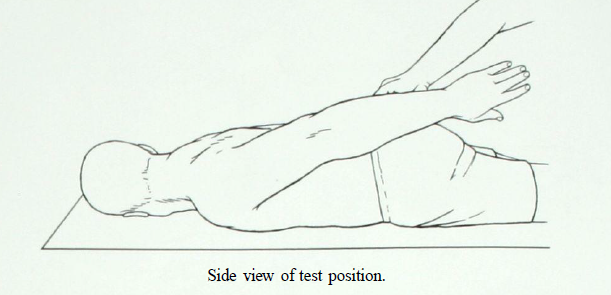 Side view of test position.